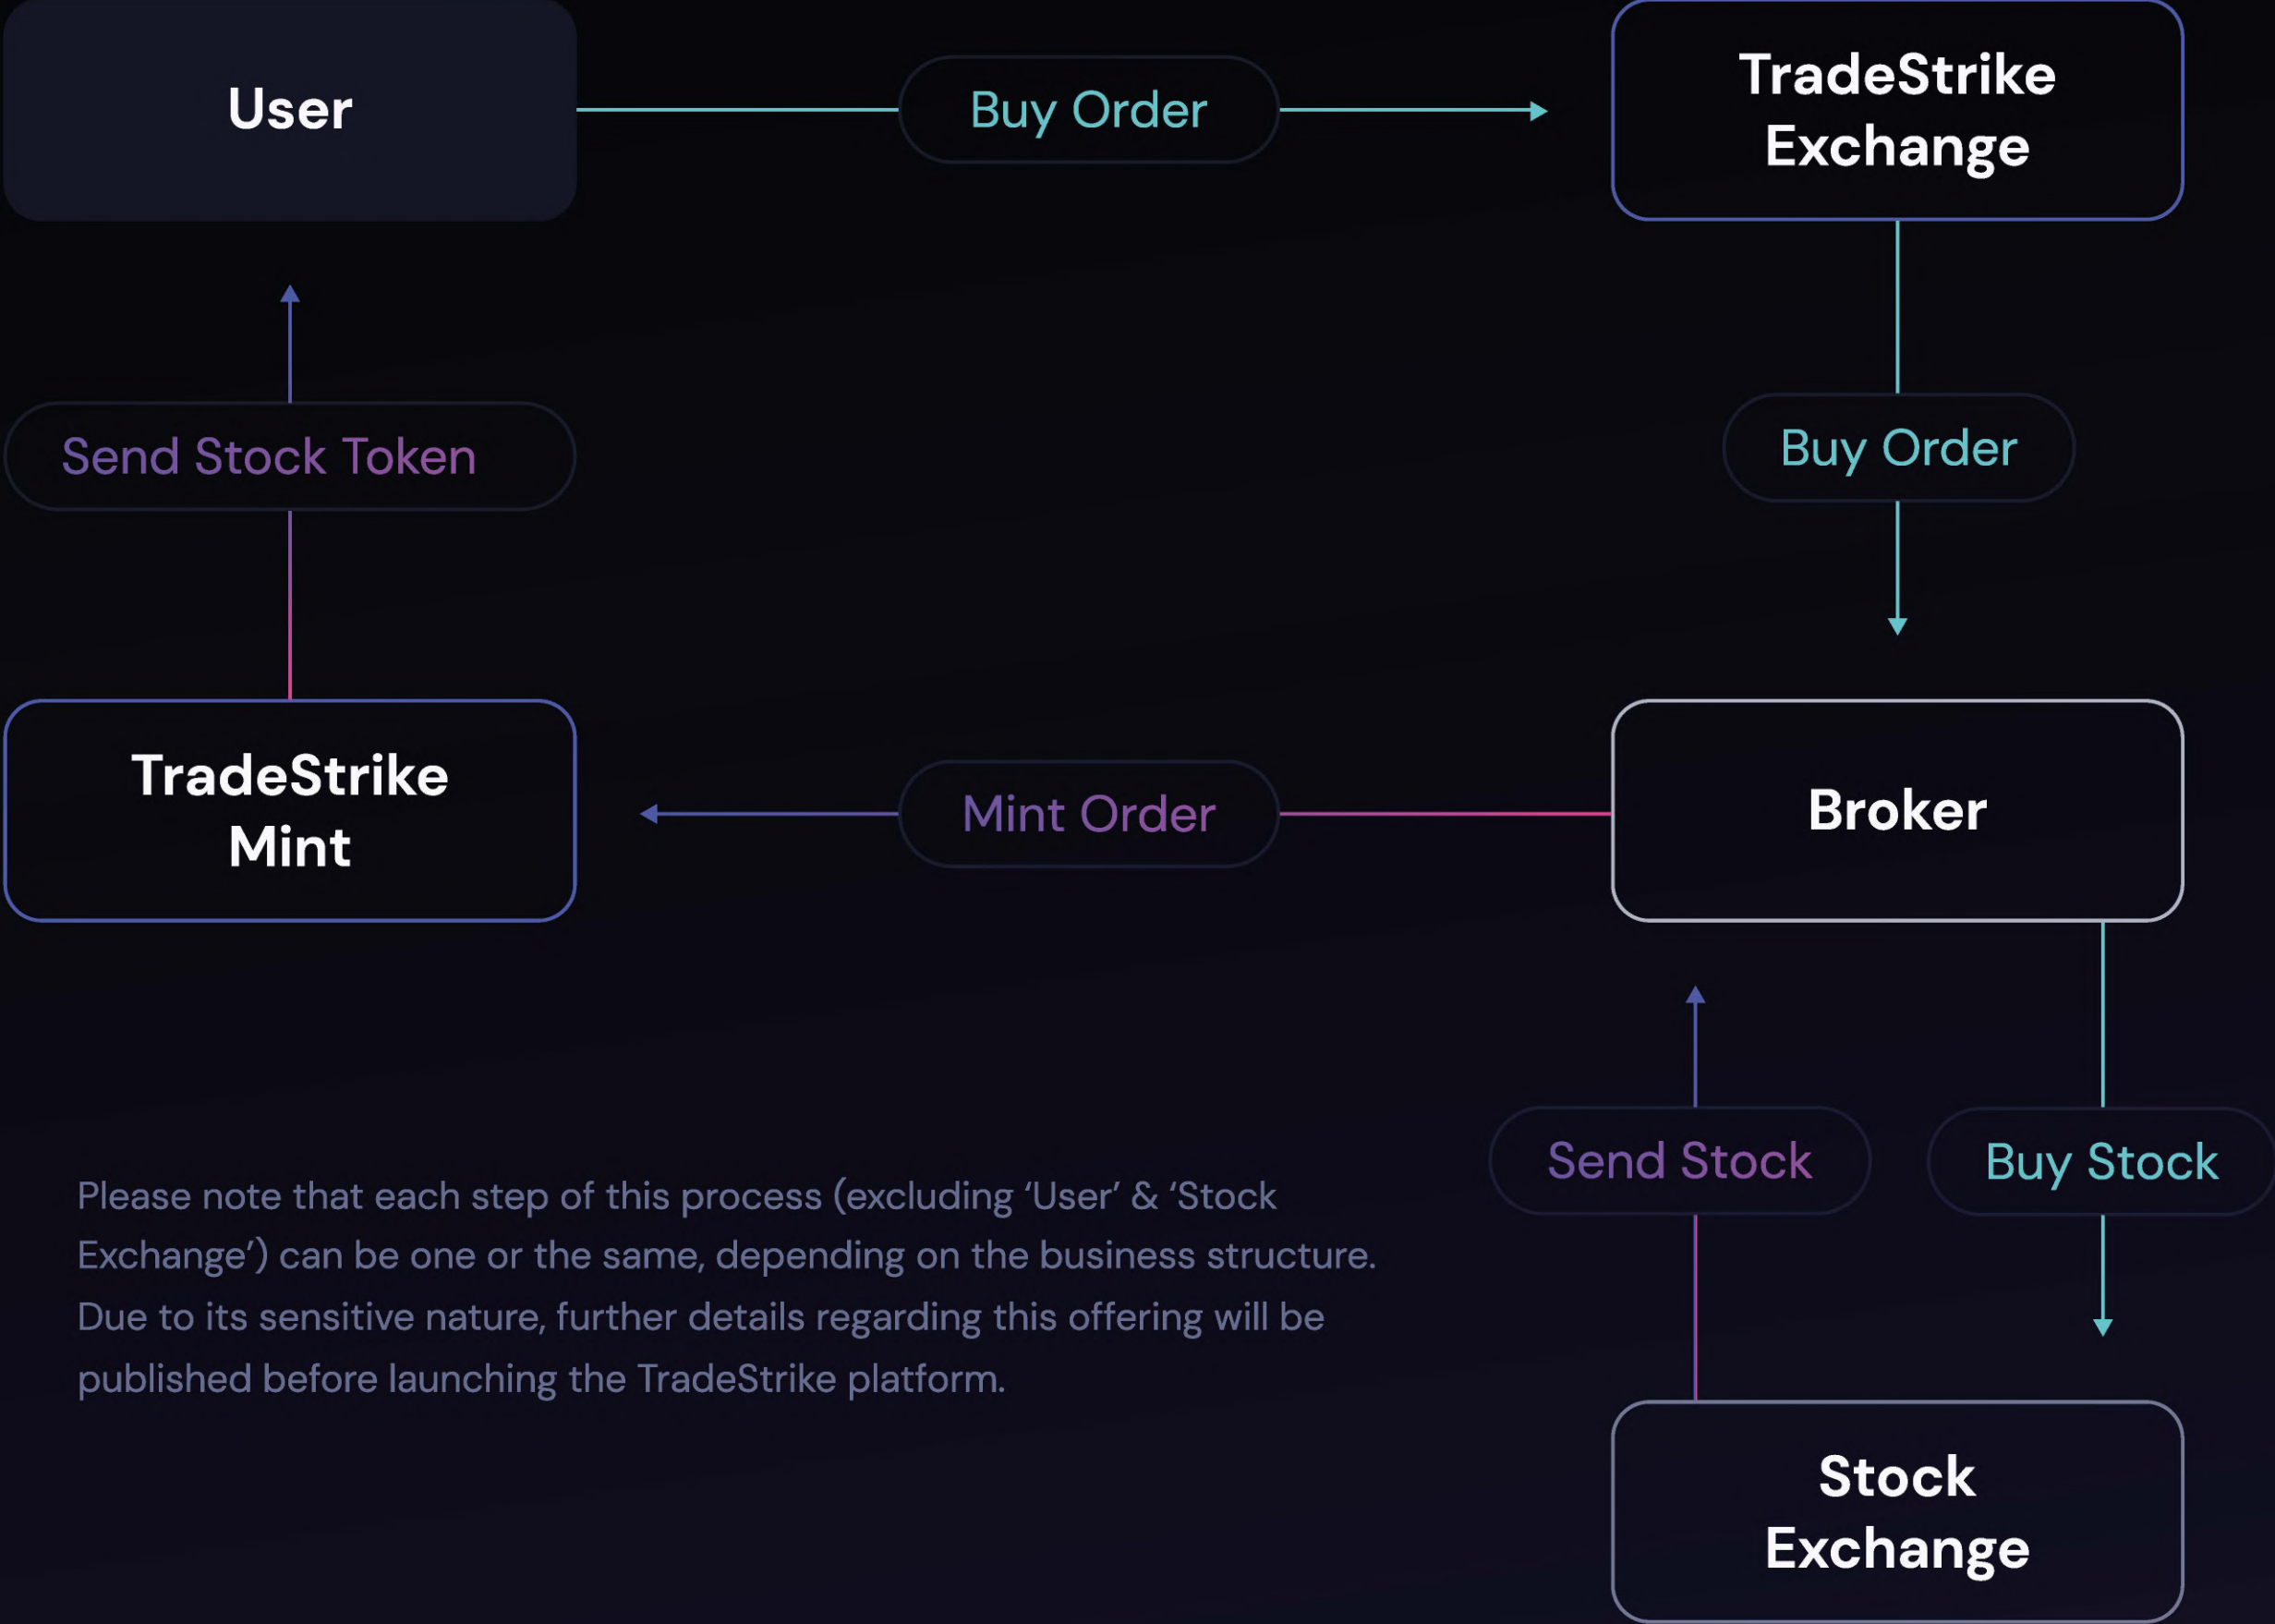 User
Buy Order
TradeStrike
Exchange
Send Stock Token
Buy Order
TradeStrike
Mint
Mint Order
Broker
Send Stock
Buy Stock
Please note that each step of this process (excluding ‘User’ & ‘Stock
Exchange’) can be one or the same, depending on the business structure.
Due to its sensitive nature, further details regarding this offering will be
published before launching the TradeStrike platform.
Stock
Exchange